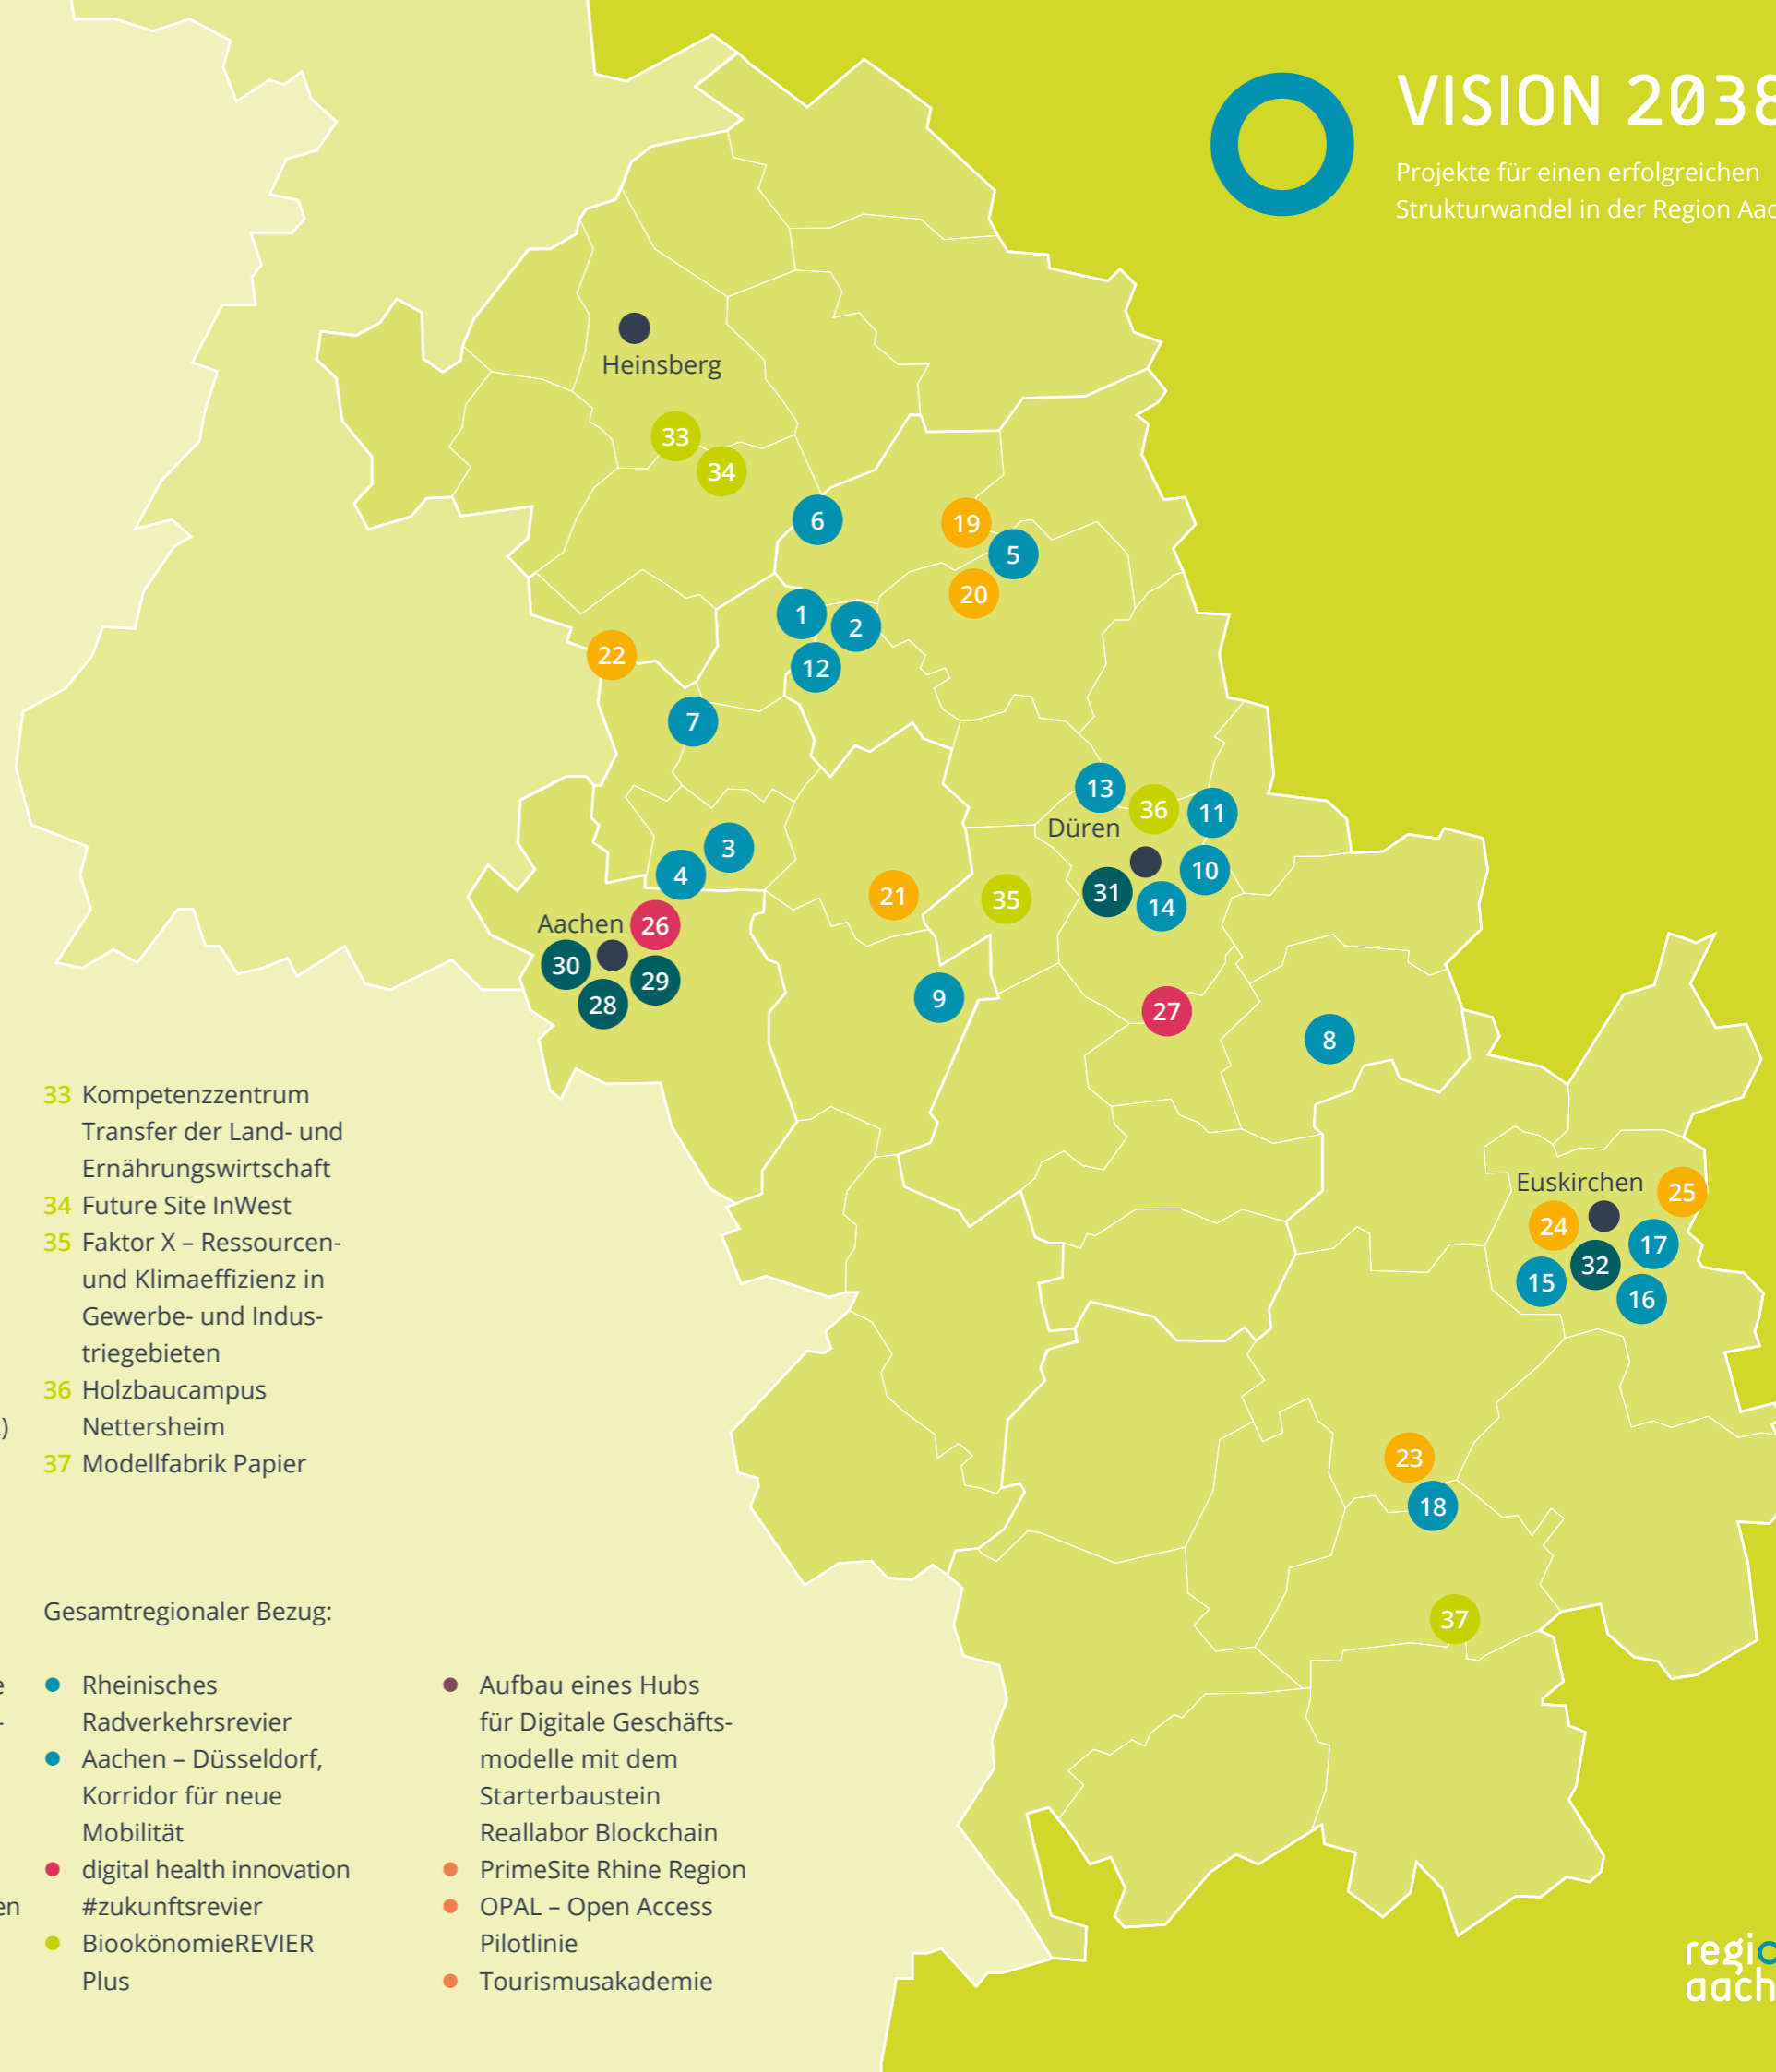 VISION 2038
Projekte für einen erfolgreichen
Strukturwandel in der Region
Heinsberg
33
34
6
19
5
20
1
2
12
22
7
13
36
11
Düren
3
4
10
31
14
21
35
Aachen
26
30
29
28
9
27
8
Euskirchen
25
24
17
32
15
16
23
18
37
33 Kompetenzzentrum
Transfer der Land- und
Ernährungswirtschaft
34 Future Site InWest
35 Faktor X – Ressourcen-
und Klimaeffizienz in
Gewerbe- und Indus-
triegebieten
36 Holzbaucampus
Nettersheim
37 Modellfabrik Papier
Gesamtregionaler Bezug:
Rheinisches
Radverkehrsrevier
Aachen – Düsseldorf,
Korridor für neue
Mobilität
digital health innovation
#zukunftsrevier
BiookönomieREVIER
Plus
Aufbau eines Hubs
für Digitale Geschäfts-
modelle mit dem
Starterbaustein
Reallabor Blockchain
PrimeSite Rhine Region
OPAL – Open Access
Pilotlinie
Tourismusakademie
regio
aach